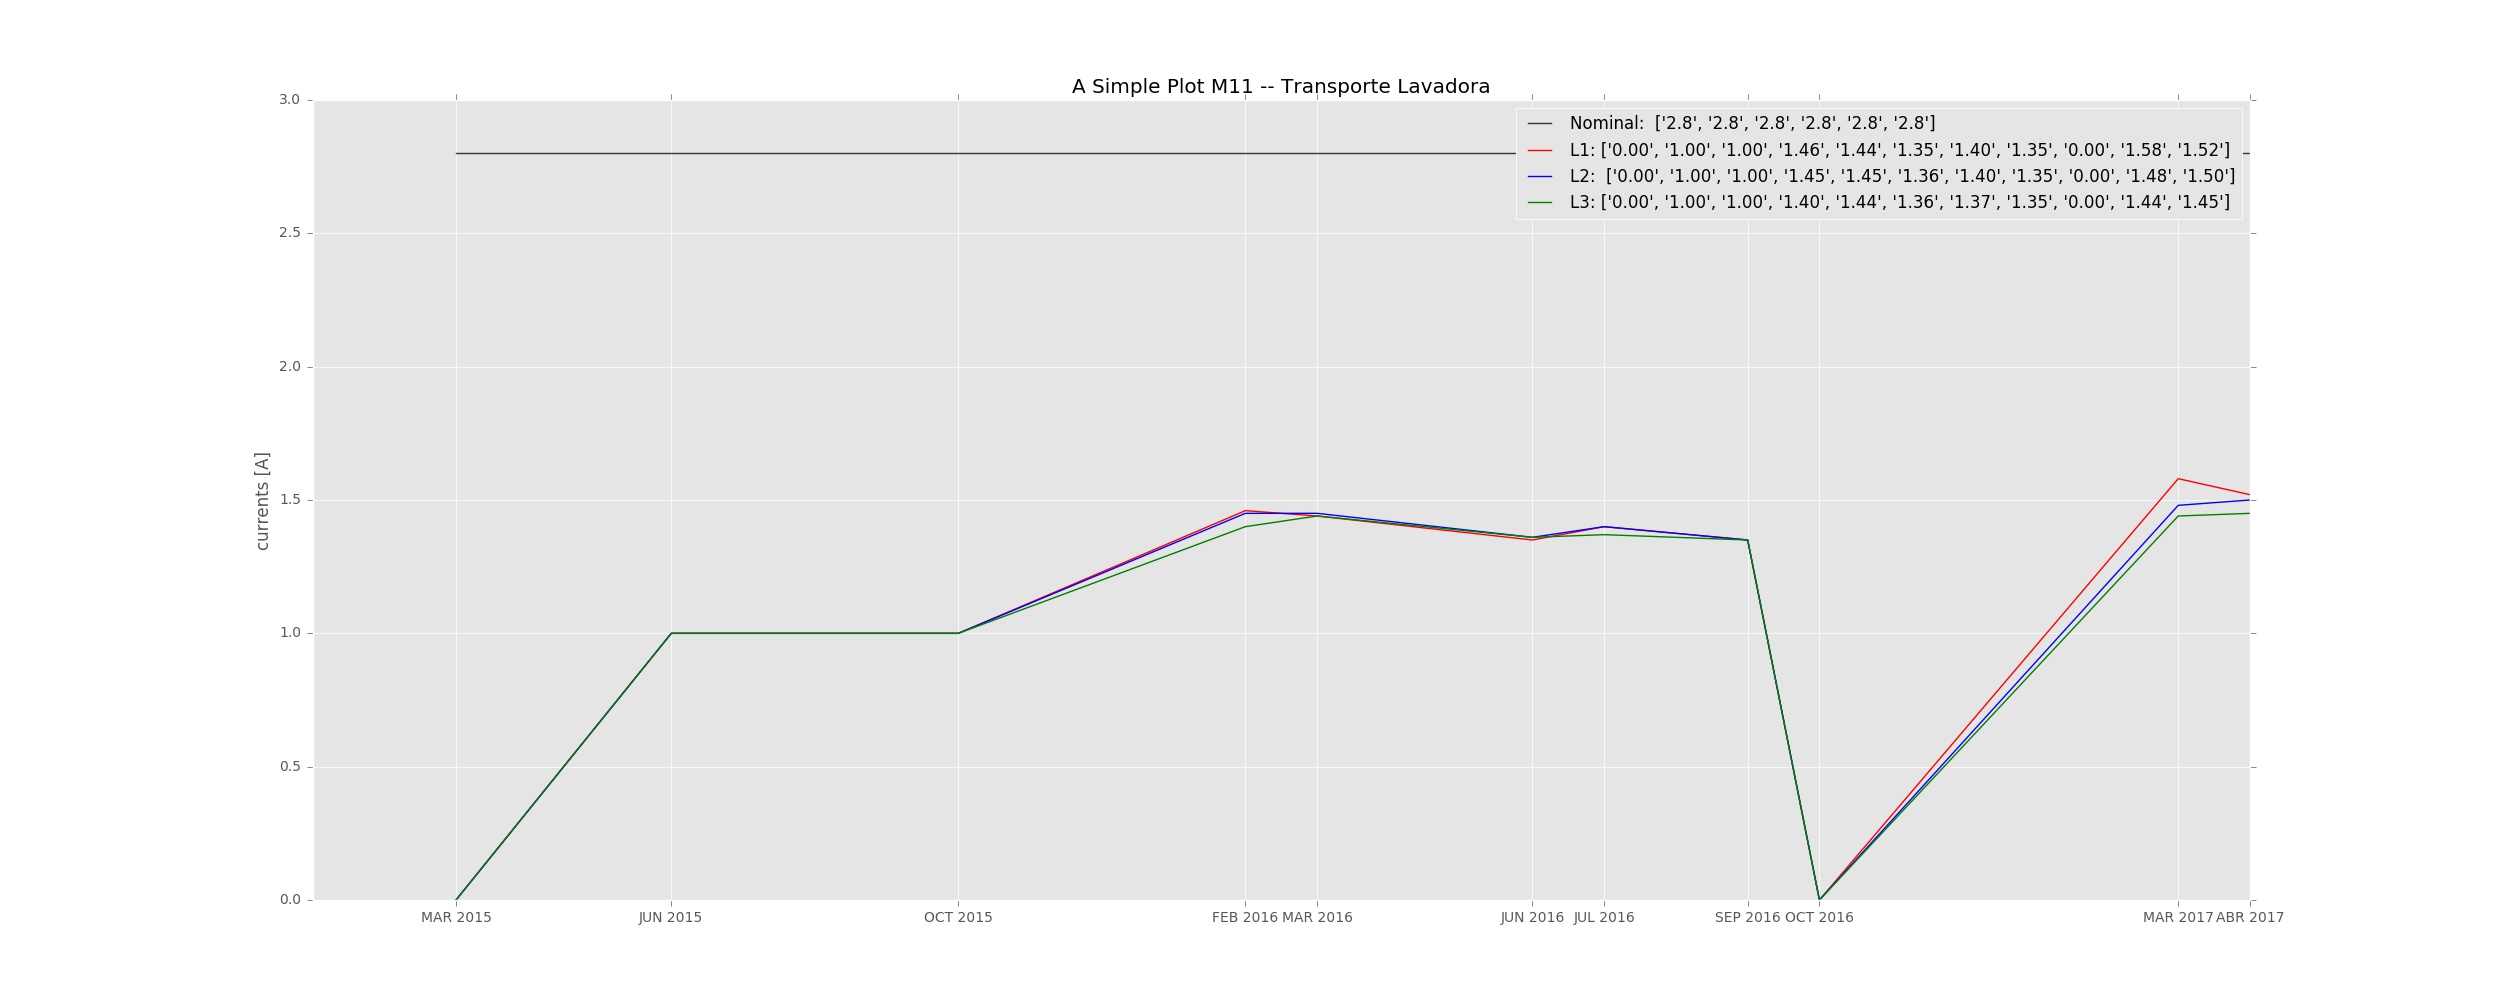 A Simple Plot M11 -- Transporte Lavadora
3.0
2.5
2.0
1.5
1.0
0.5
0.0
currents [A]
Nominal:  ['2.8', '2.8', '2.8', '2.8', '2.8', '2.8']
L1: ['0.00', '1.00', '1.00', '1.46', '1.44', '1.35', '1.40', '1.35', '0.00', '1.58', '1.52']
L2:  ['0.00', '1.00', '1.00', '1.45', '1.45', '1.36', '1.40', '1.35', '0.00', '1.48', '1.50']
L3: ['0.00', '1.00', '1.00', '1.40', '1.44', '1.36', '1.37', '1.35', '0.00', '1.44', '1.45']
MAR 2015 JUN 2015 OCT 2015 FEB 2016 MAR 2016 JUN 2016 JUL 2016 SEP 2016 OCT 2016 MAR 2017 ABR 2017